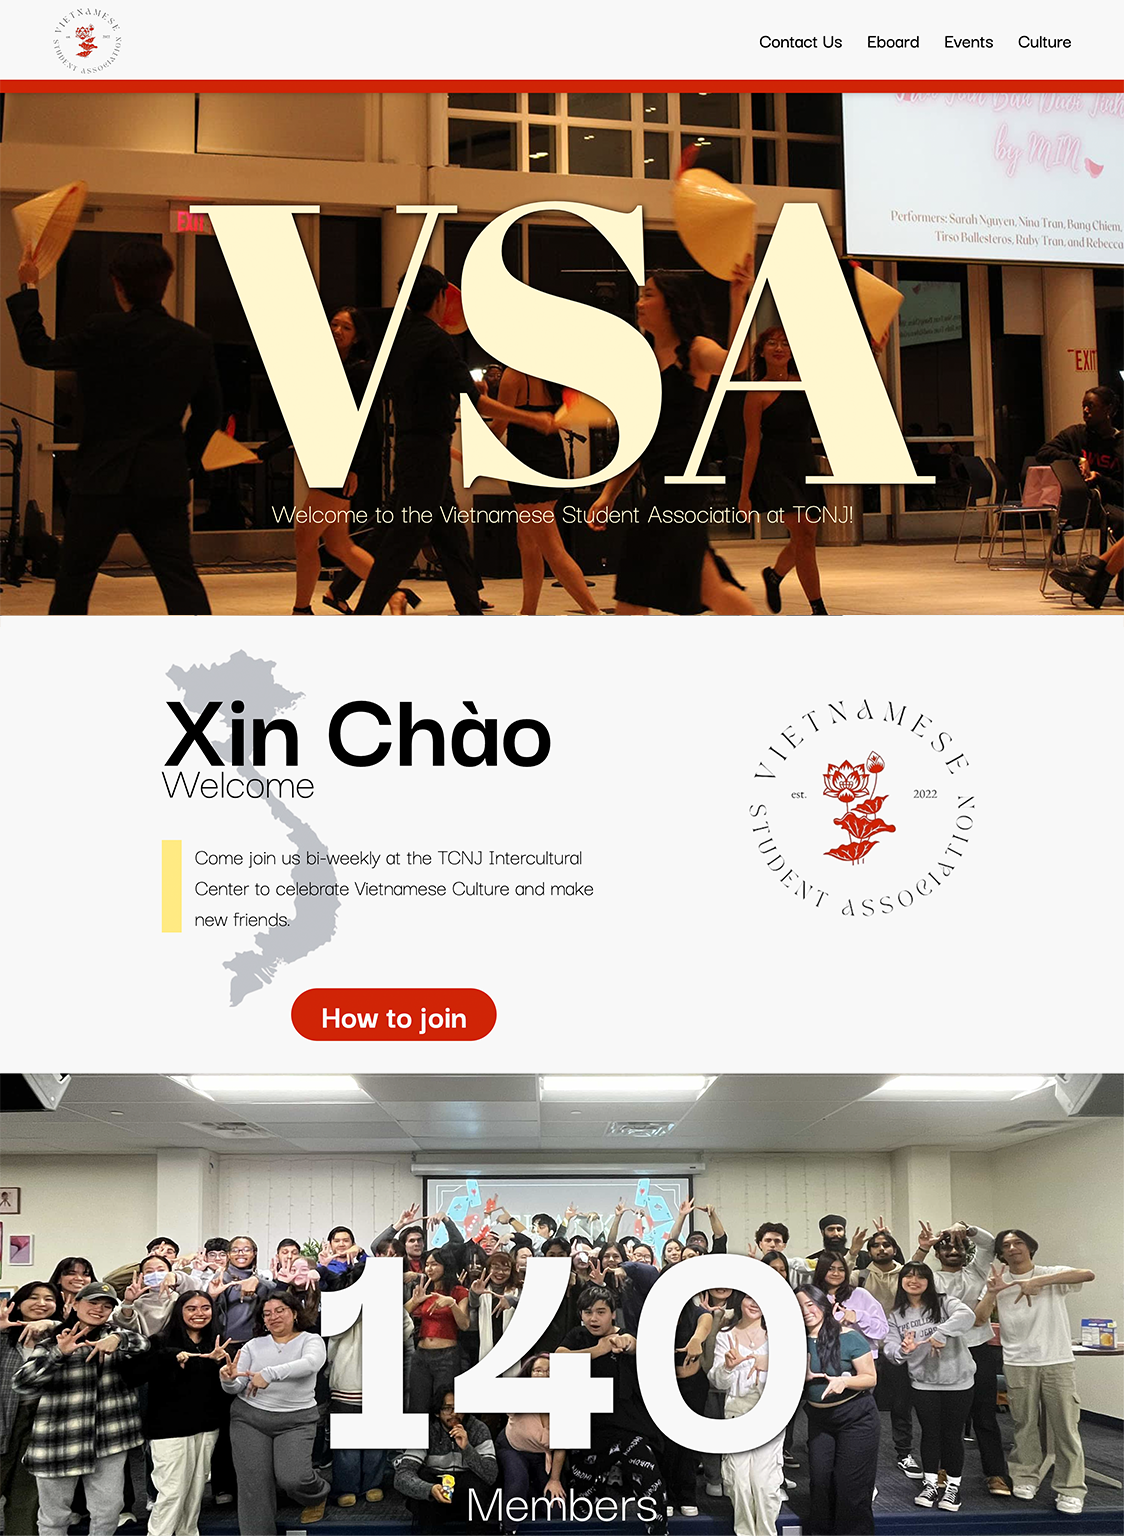 VIETNAMESE
STUDENT ASSOCIATION
Contact Us Eboard Events Culture
by MIN
Performers: Sarah Nguyen, Nina Tran, Bang Chiem,
Tirso Ballesteros, Ruby Tran, and Rebecca
EXIT
EXIT
VSA
Welcome to the Vietnamese Student Association at TCNJ!
Xin Chào
Welcome
Come join us bi-weekly at the TCNJ Intercultural
Center to celebrate Vietnamese Culture and make
new friends.
How to join
VIETNAMESE
est. 2022
STUDENT ASSOCIATION
140
Members